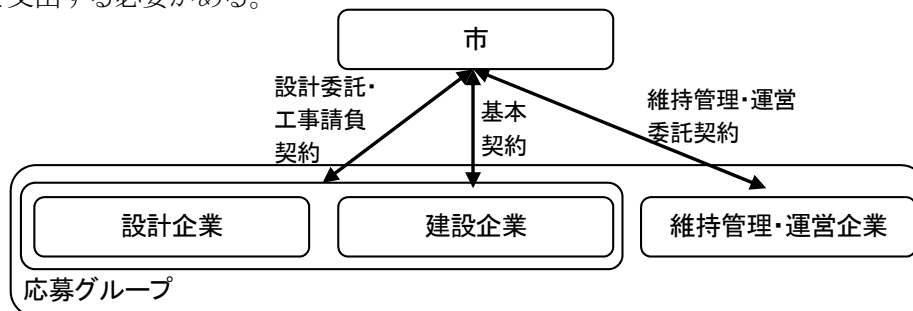 を支出する必要がある。
市
設計委託・
工事請負
契約
基本
契約
維持管理・運営
委託契約
設計企業
建設企業
維持管理・運営企業
応募グループ